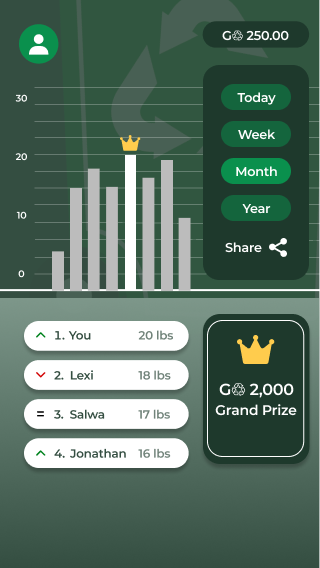 G♲ 250.00
30
20
10
0
Today
Week
Month
Year
Share
1. You 20 lbs
2. Lexi 18 lbs
= 3. Salwa 17 lbs
4. Jonathan 16 lbs
G♲ 2,000
Grand Prize